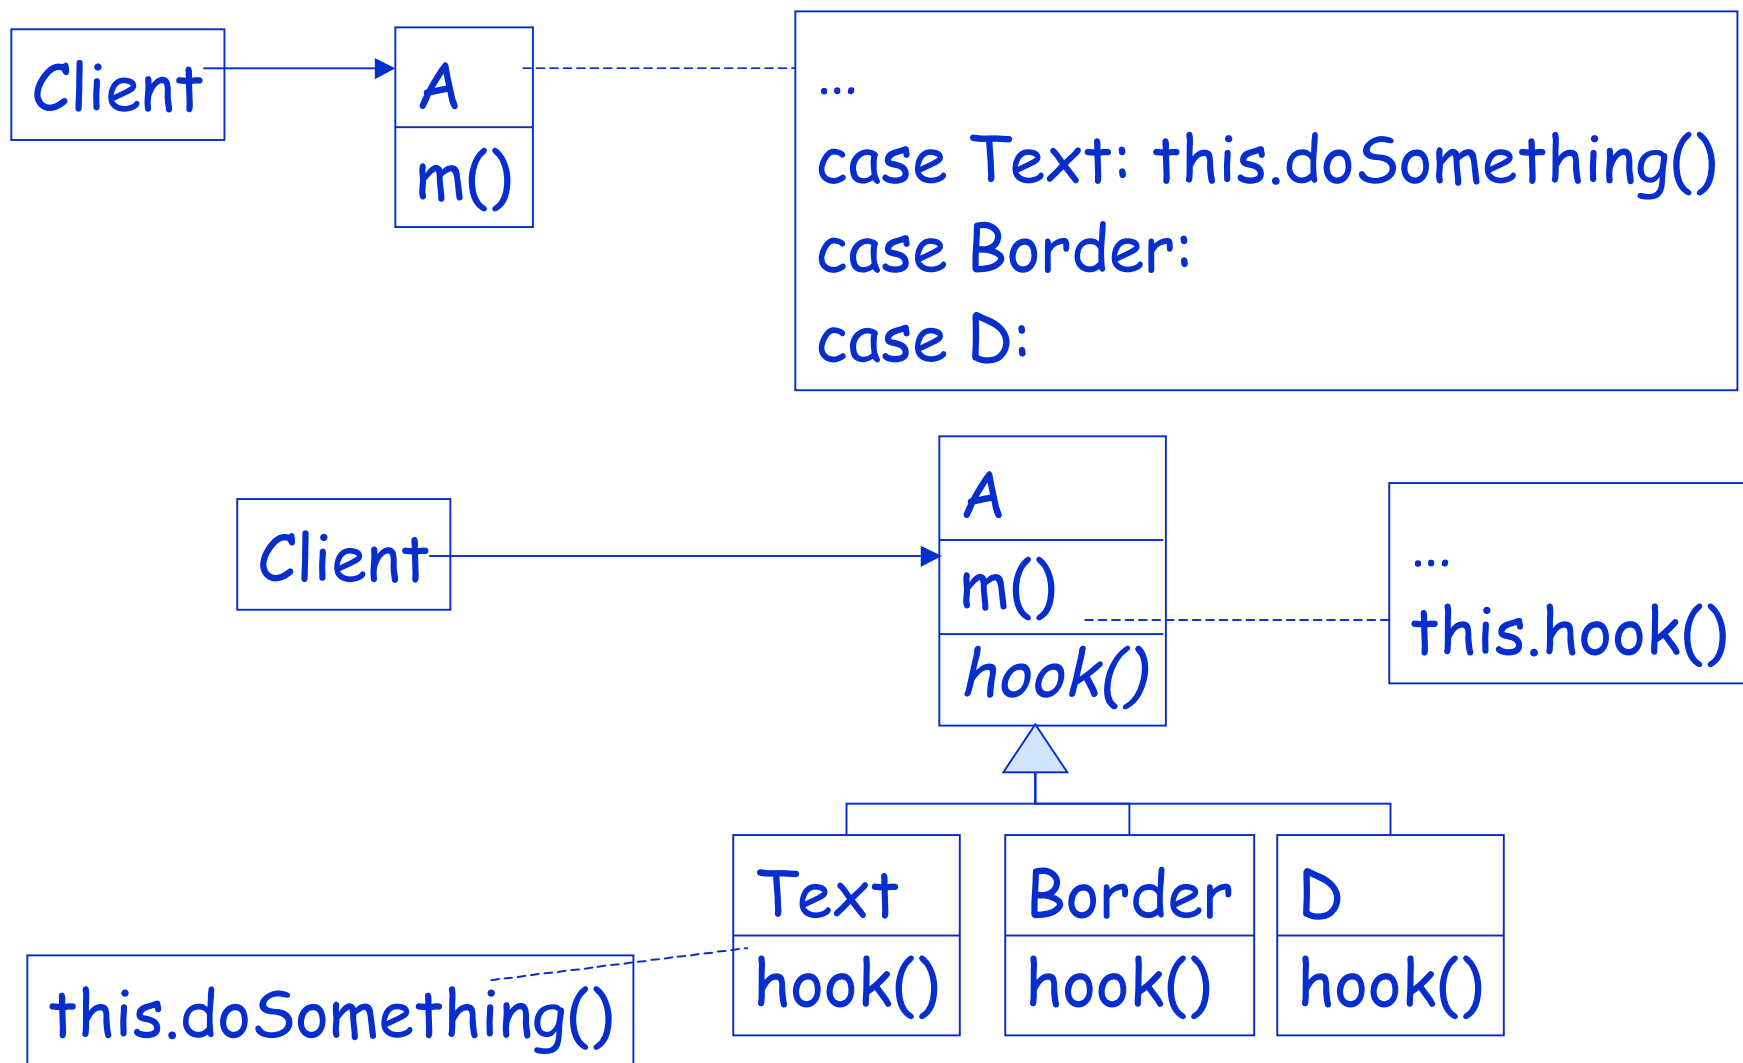 Client
A
m()
...
case Text: this.doSomething()
case Border:
case D:
Client
A
m()
hook()
...
this.hook()
Text
hook()
Border
hook()
D
hook()
this.doSomething()